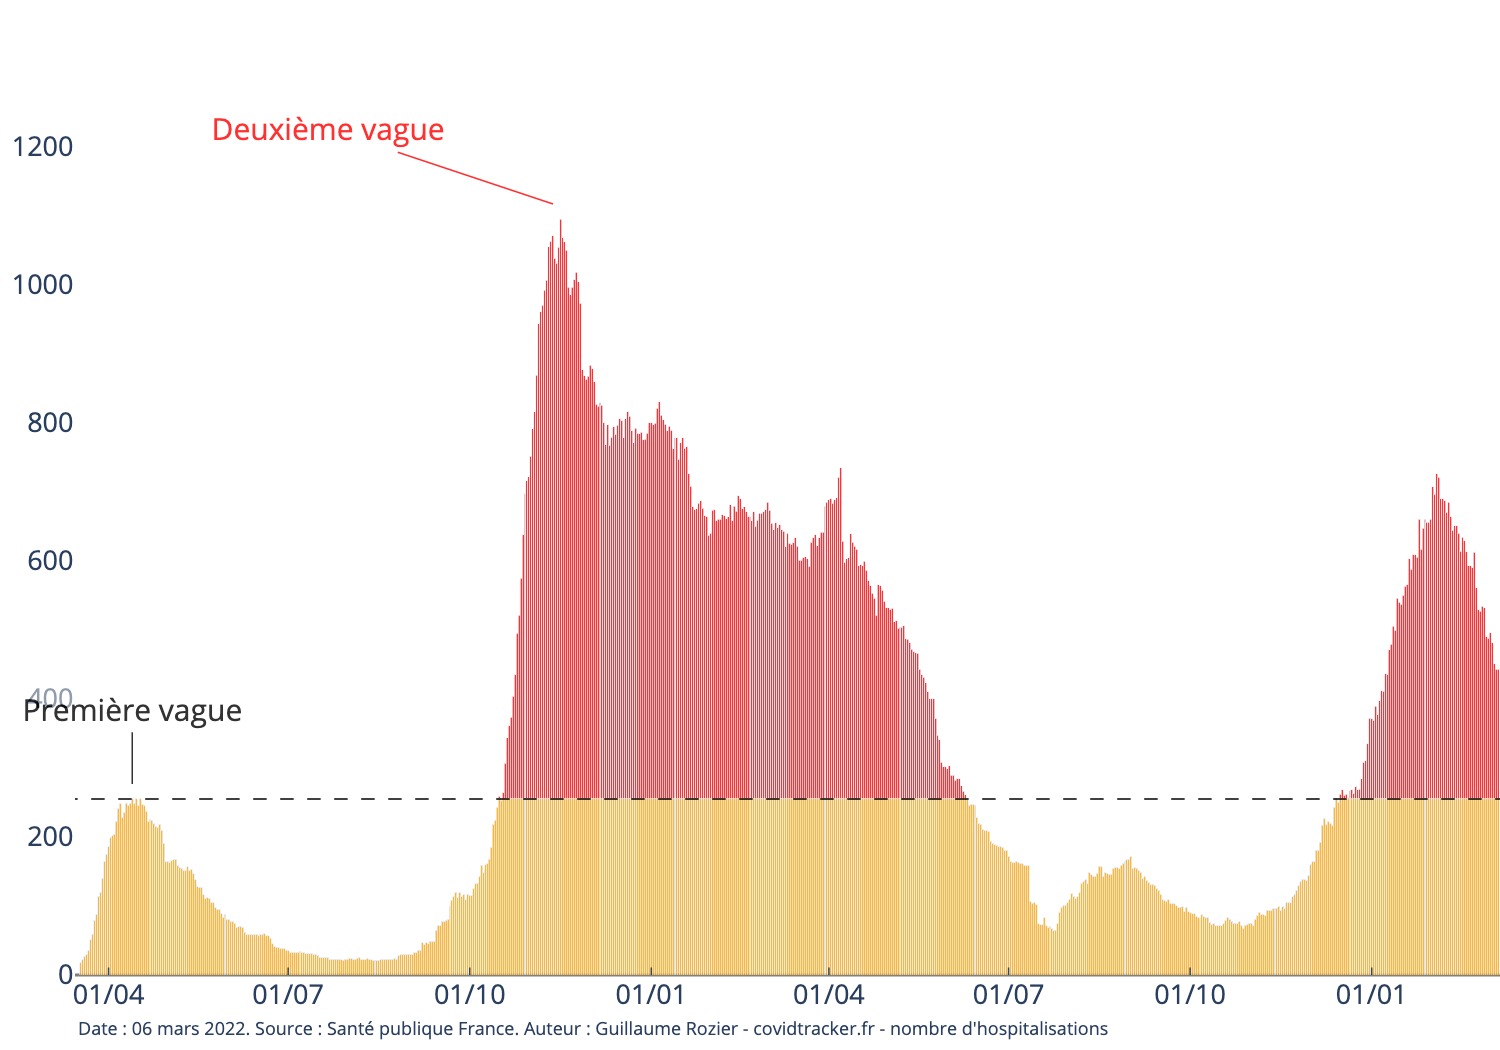 Deuxième vague
1200
1000
800
600
400
Première vague
200
0
01/04 01/07 01/10 01/01 01/04 01/07 01/10 01/01
Date : 06 mars 2022. Source : Santé publique France. Auteur : Guillaume Rozier - covidtracker.fr - nombre d'hospitalisations